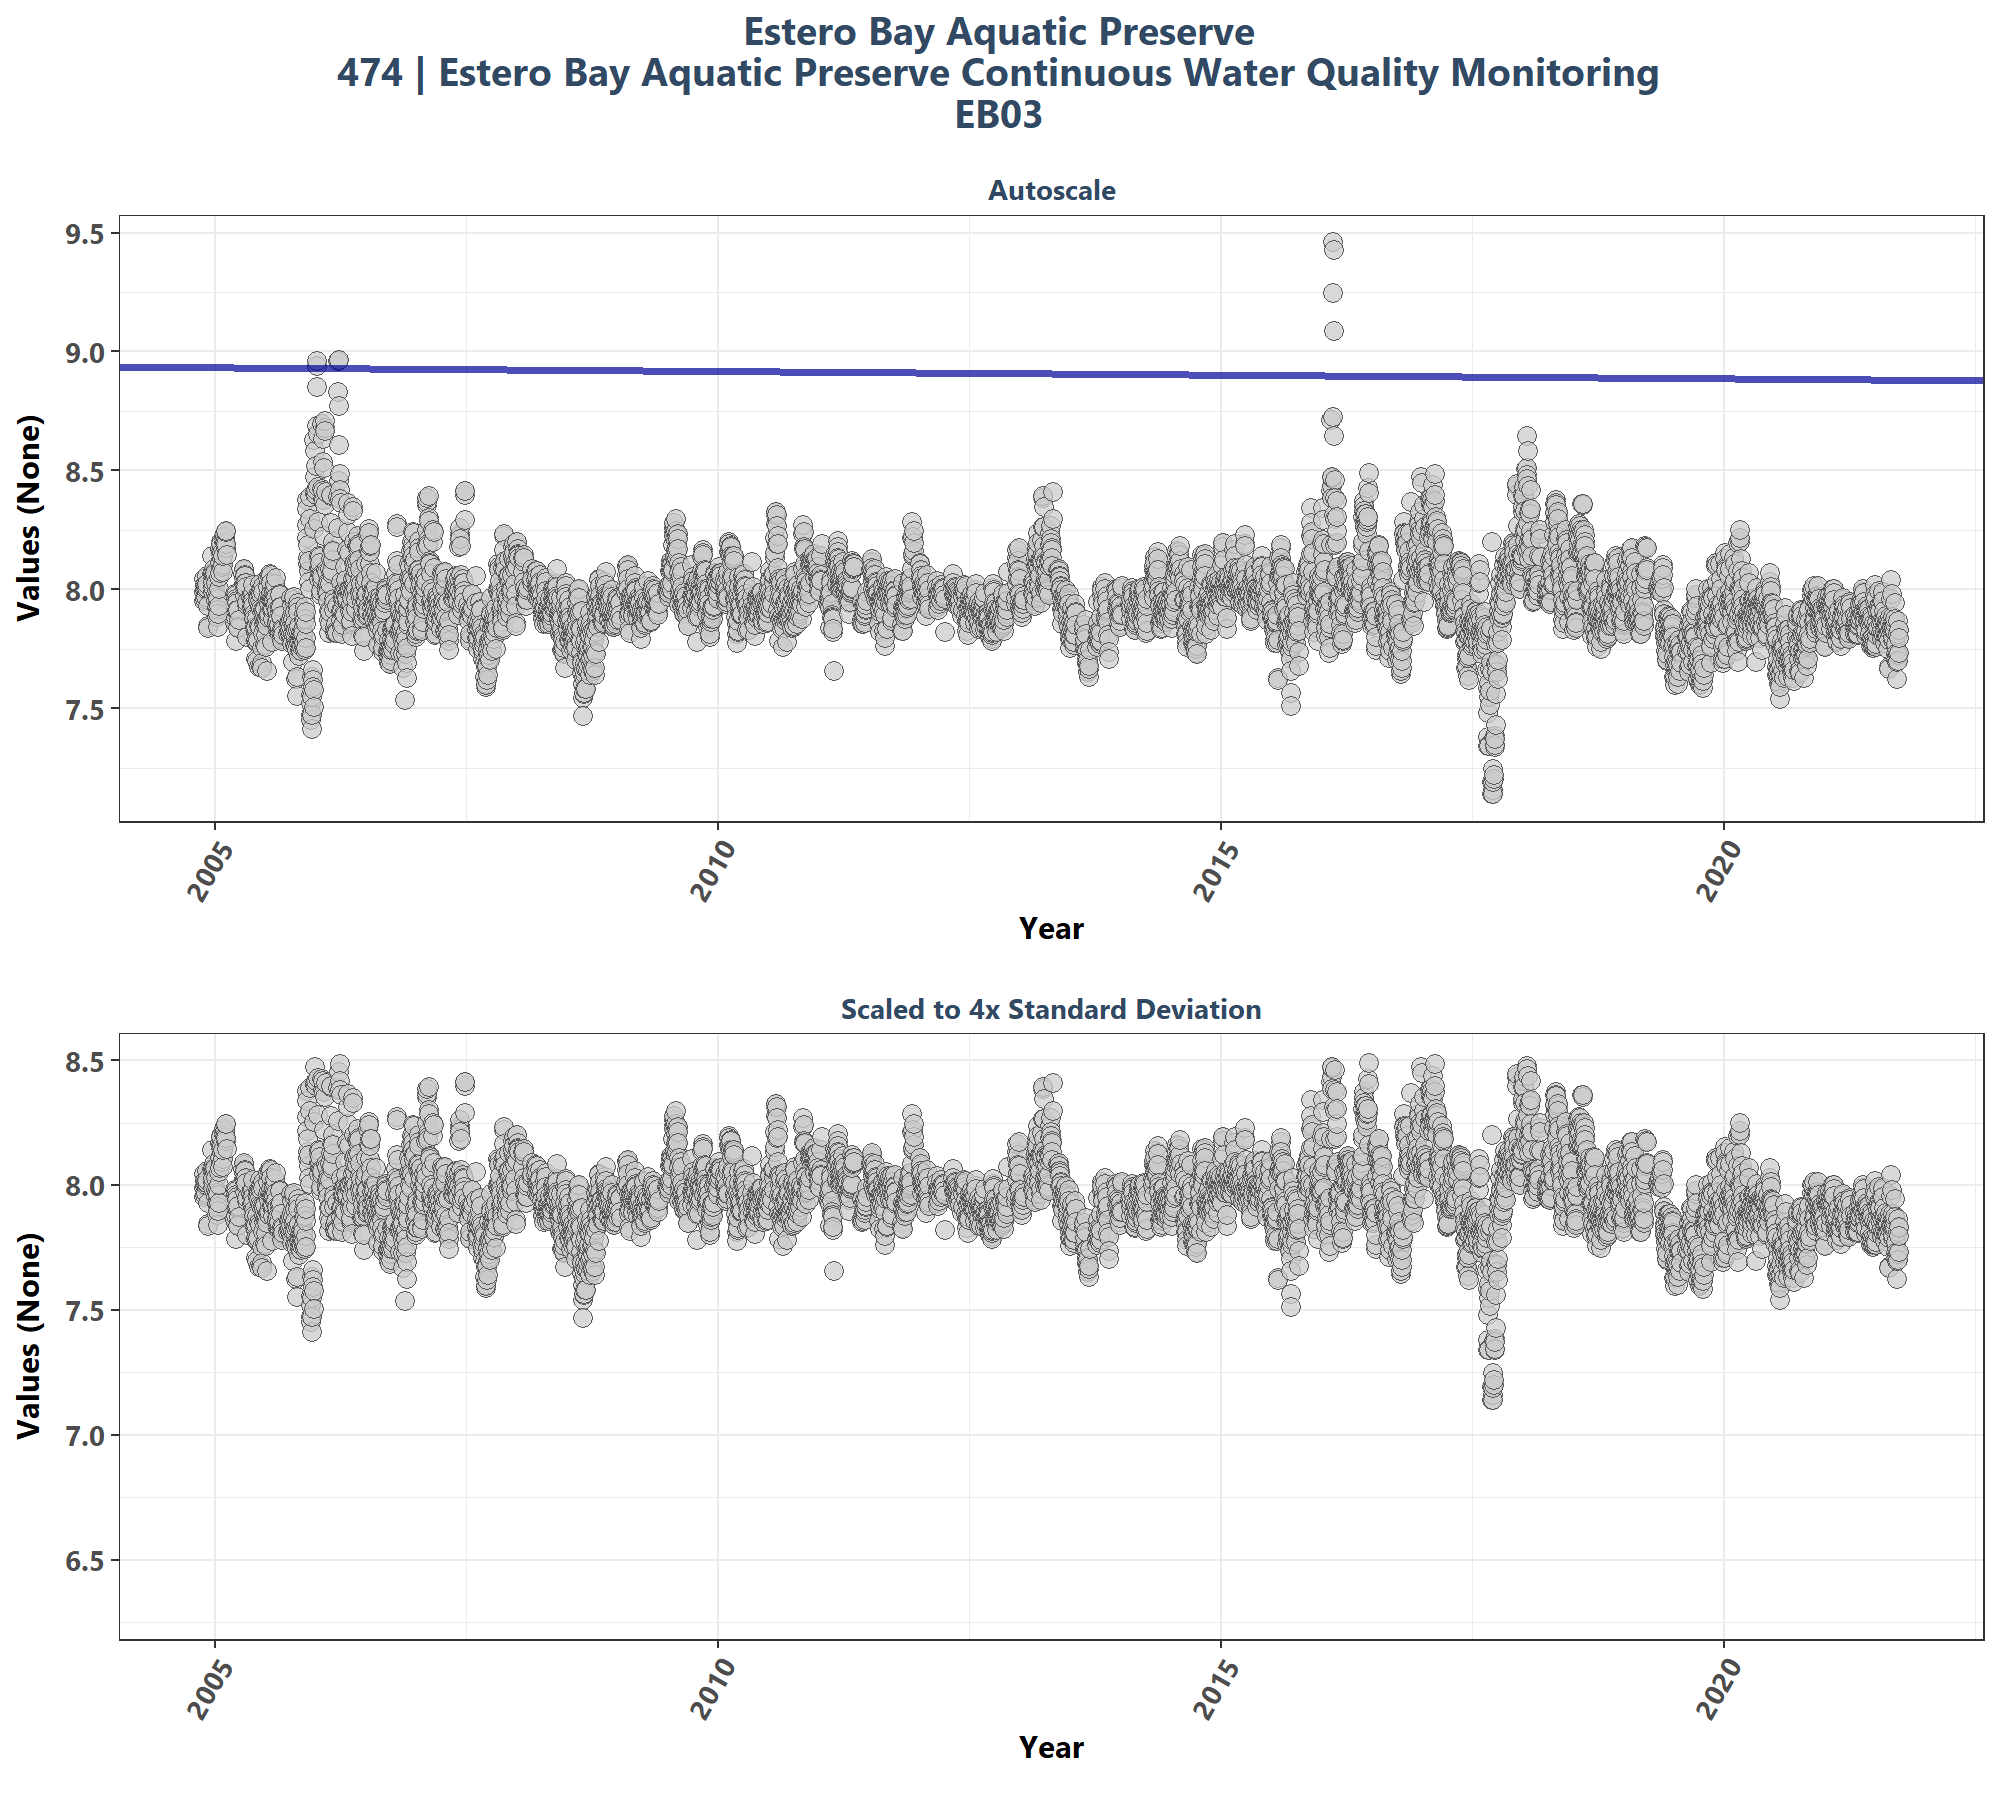 Estero Bay Aquatic Preserve
474 | Estero Bay Aquatic Preserve Continuous Water Quality Monitoring
EB03
Autoscale
Values (None)
9.5
9.0
8.5
8.0
7.5
2005
2010
2015
2020
Year
Scaled to 4x Standard Deviation
Values (None)
8.5
8.0
7.5
7.0
6.5
2005
2010
2015
2020
Year